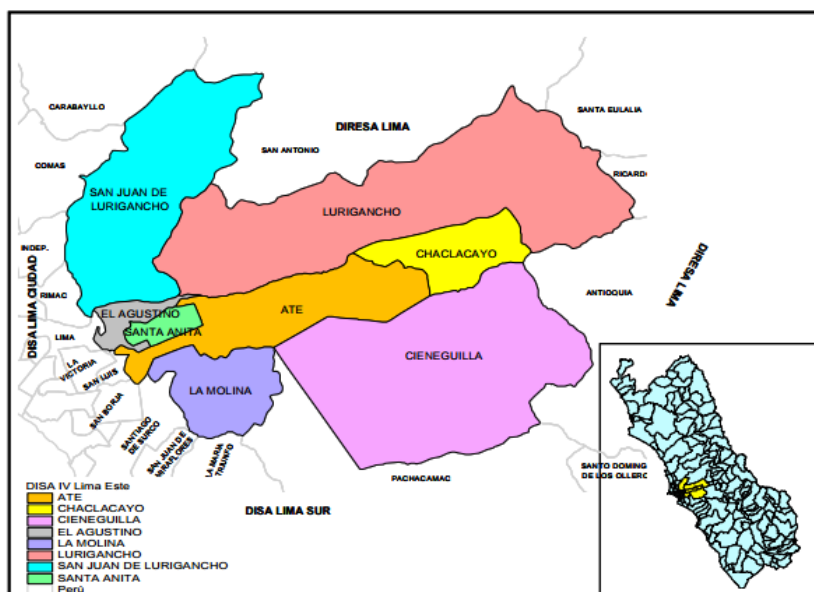 CARABAYLLO
SANTA EULALIA
DIRESA LIMA
SAN ANTONIO
COMAS
RICARD
SAN JUAN DE
LURIGANCHO
LURIGANCHO
INDEP.
CHACLACAYO
DIRESA LIMA
DISA LIMA CIUDAD
RIMAC
ANTIOQUIA
EL AGUSTINO
ATE
SANTA ANITA
LIMA
CIENEGUILLA
LA
VICTORIA
SAN LUIS
LA MOLINA
SAN BORJA
SANTIAGO
DE SURCO
SAN JUAN DE
MIRAFLORES
LA MARIA
TRIUNFO
PACHACAMAC
SANTO DOMING
DE LOS OLLERO
DISA LIMA SUR
DISA IV Lima Este
ATE
CHACLACAYO
CIENEGUILLA
EL AGUSTINO
LA MOLINA
LURIGANCHO
SAN JUAN DE LURIGANCHO
SANTA ANITA
Perú